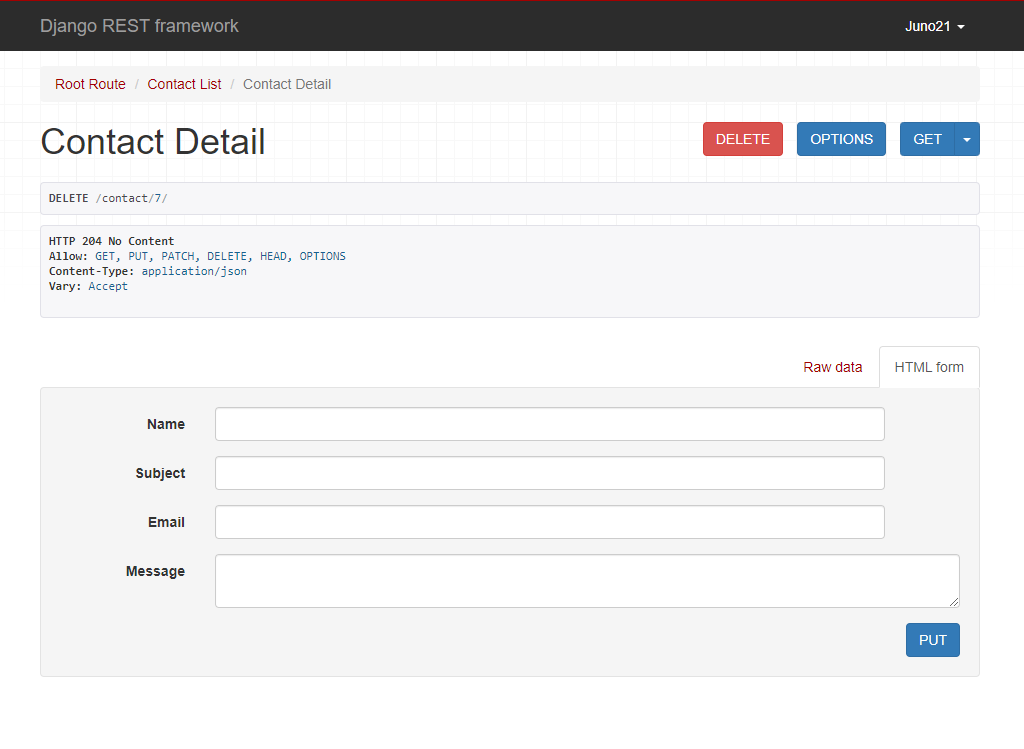 Django REST framework
Juno21
Root Route / Contact List / Contact Detail
Contact Detail
DELETE
OPTIONS
GET
DELETE /contact/7/
HTTP 204 No Content
Allow: GET, PUT, PATCH, DELETE, HEAD, OPTIONS
Content-Type: application/json
Vary: Accept
Raw data
HTML form
Name
Subject
Email
Message
PUT